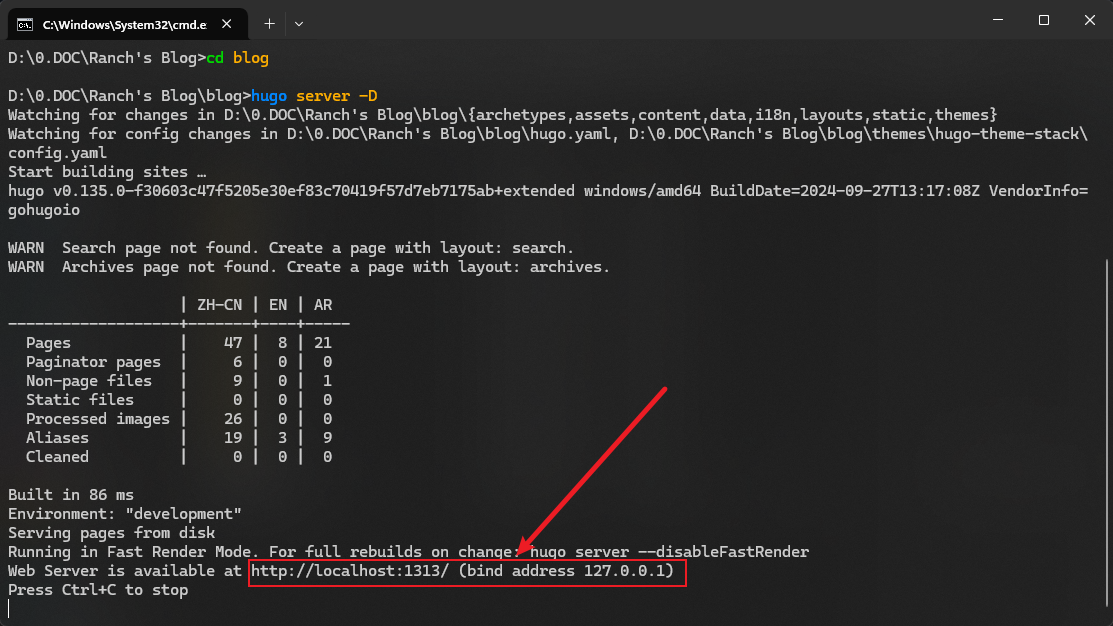 C:\Windows\System32\cmd.e
D:\0.DOC\Ranch's Blog>cd blog
D:\0.DOC\Ranch's Blog\blog>hugo server -D
Watching for changes in D:\0.DOC\Ranch's Blog\blog\{archetypes,assets,content,data,i18n,layouts,static,themes}
Watching for config changes in D:\0.DOC\Ranch's Blog\blog\hugo.yaml, D:\0.DOC\Ranch's Blog\blog\themes\hugo-theme-stack\
config.yaml
Start building sites …
hugo v0.135.0-f30603c47f5205e30ef83c70419f57d7eb7175ab+extended windows/amd64 BuildDate=2024-09-27T13:17:08Z VendorInfo=
gohugoio
WARN  Search page not found. Create a page with layout: search.
WARN  Archives page not found. Create a page with layout: archives.
                   | ZH-CN | EN | AR
-------------------+-------+----+-----
  Pages            |    47 |  8 | 21
  Paginator pages  |     6 |  0 |  0
  Non-page files   |     9 |  0 |  1
  Static files     |     0 |  0 |  0
  Processed images |    26 |  0 |  0
  Aliases          |    19 |  3 |  9
  Cleaned          |     0 |  0 |  0
Built in 86 ms
Environment: "development"
Serving pages from disk
Running in Fast Render Mode. For full rebuilds on change: hugo server --disableFastRender
Web Server is available at http://localhost:1313/ (bind address 127.0.0.1)
Press Ctrl+C to stop